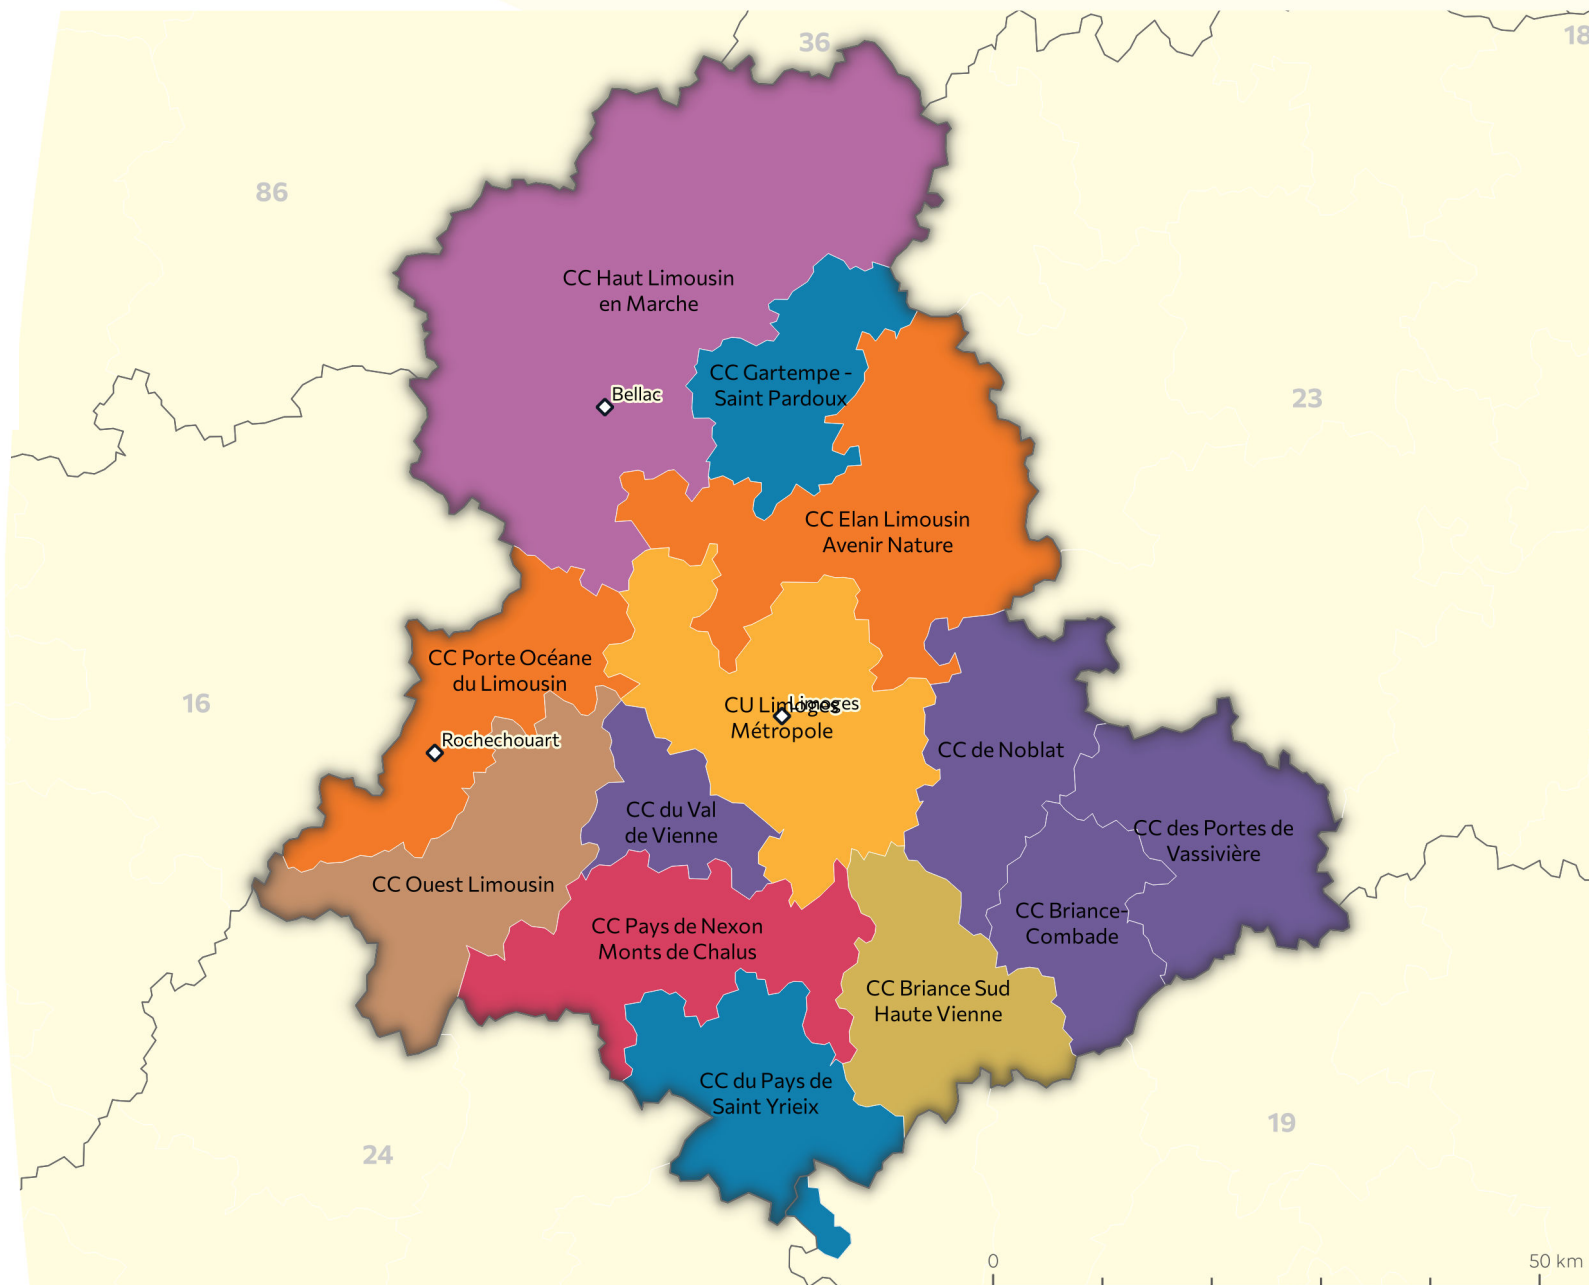 36
18
86
CC Haut Limousin
en Marche
CC Gartempe -
Saint Pardoux
Bellac
23
CC Elan Limousin
Avenir Nature
CC Porte Océane
du Limousin
16
CU Limoges
Métropole
Limoges
Rochechouart
CC de Noblat
CC du Val
de Vienne
CC des Portes de
Vassivière
CC Ouest Limousin
CC Briance-
Combade
CC Pays de Nexon
Monts de Chalus
CC Briance Sud
Haute Vienne
CC du Pays de
Saint Yrieix
19
24
0
50 km